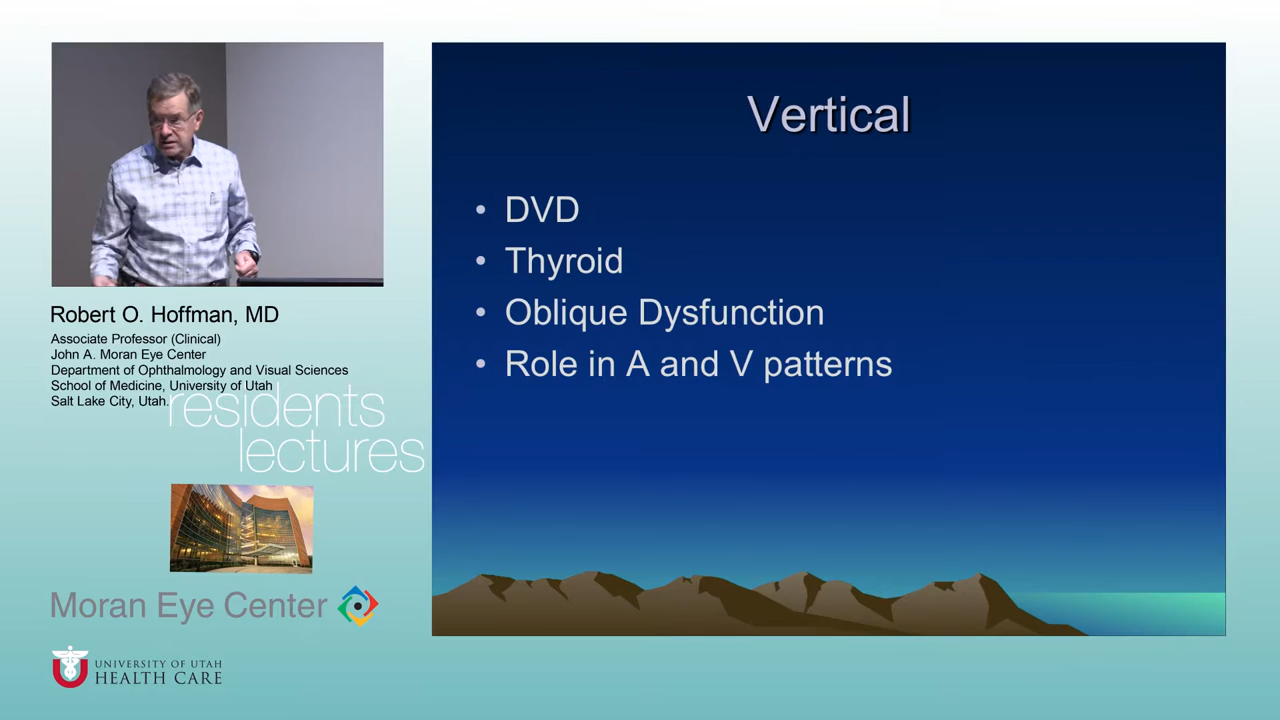 Vertical
• DVD
• Thyroid
• Oblique Dysfunction
• Role in A and V patterns
Robert O. Hoffman, MD
Associate Professor (Clinical)
John A. Moran Eye Center
Department of Ophthalmology and Visual Sciences
School of Medicine, University of Utah
Salt Lake City, Utah.
residents
lectures
Moran Eye Center
UNIVERSITY OF UTAH
HEALTH CARE